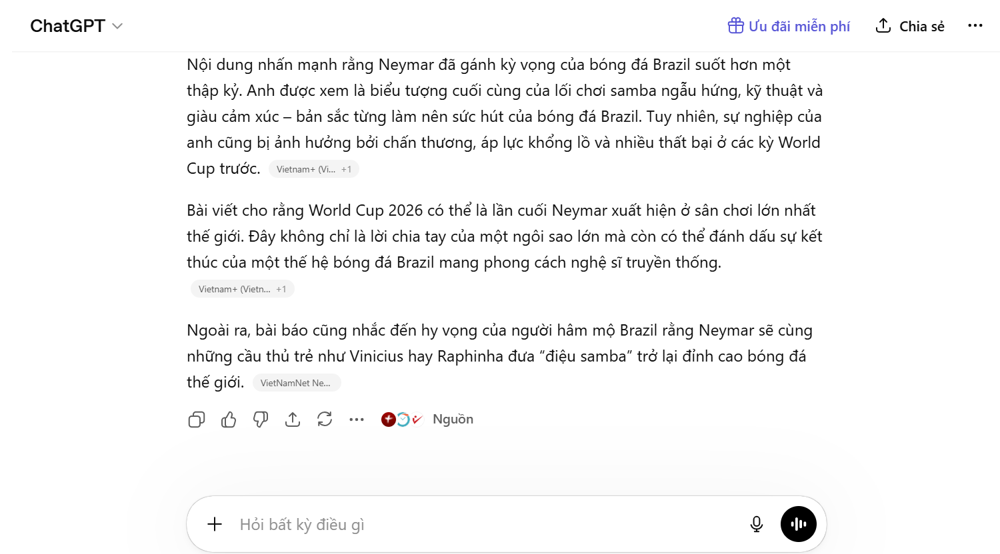 ChatGPT
Ưu đãi miễn phí
Chia sẻ
Nội dung nhấn mạnh rằng Neymar đã gánh kỳ vọng của bóng đá Brazil suốt hơn một
thập kỷ. Anh được xem là biểu tượng cuối cùng của lối chơi samba ngẫu hứng, kỹ thuật và
giàu cảm xúc – bản sắc từng làm nên sức hút của bóng đá Brazil. Tuy nhiên, sự nghiệp của
anh cũng bị ảnh hưởng bởi chấn thương, áp lực khổng lồ và nhiều thất bại ở các kỳ World
Cup trước. Vietnam+ (Vi... +1
Bài viết cho rằng World Cup 2026 có thể là lần cuối Neymar xuất hiện ở sân chơi lớn nhất
thế giới. Đây không chỉ là lời chia tay của một ngôi sao lớn mà còn có thể đánh dấu sự kết
thúc của một thế hệ bóng đá Brazil mang phong cách nghệ sĩ truyền thống.
Vietnam+ (Vietn... +1
Ngoài ra, bài báo cũng nhắc đến hy vọng của người hâm mộ Brazil rằng Neymar sẽ cùng
những cầu thủ trẻ như Vinicius hay Raphinha đưa “điệu samba” trở lại đỉnh cao bóng đá
thế giới. VietNamNet Ne...
Nguồn
Hỏi bất kỳ điều gì